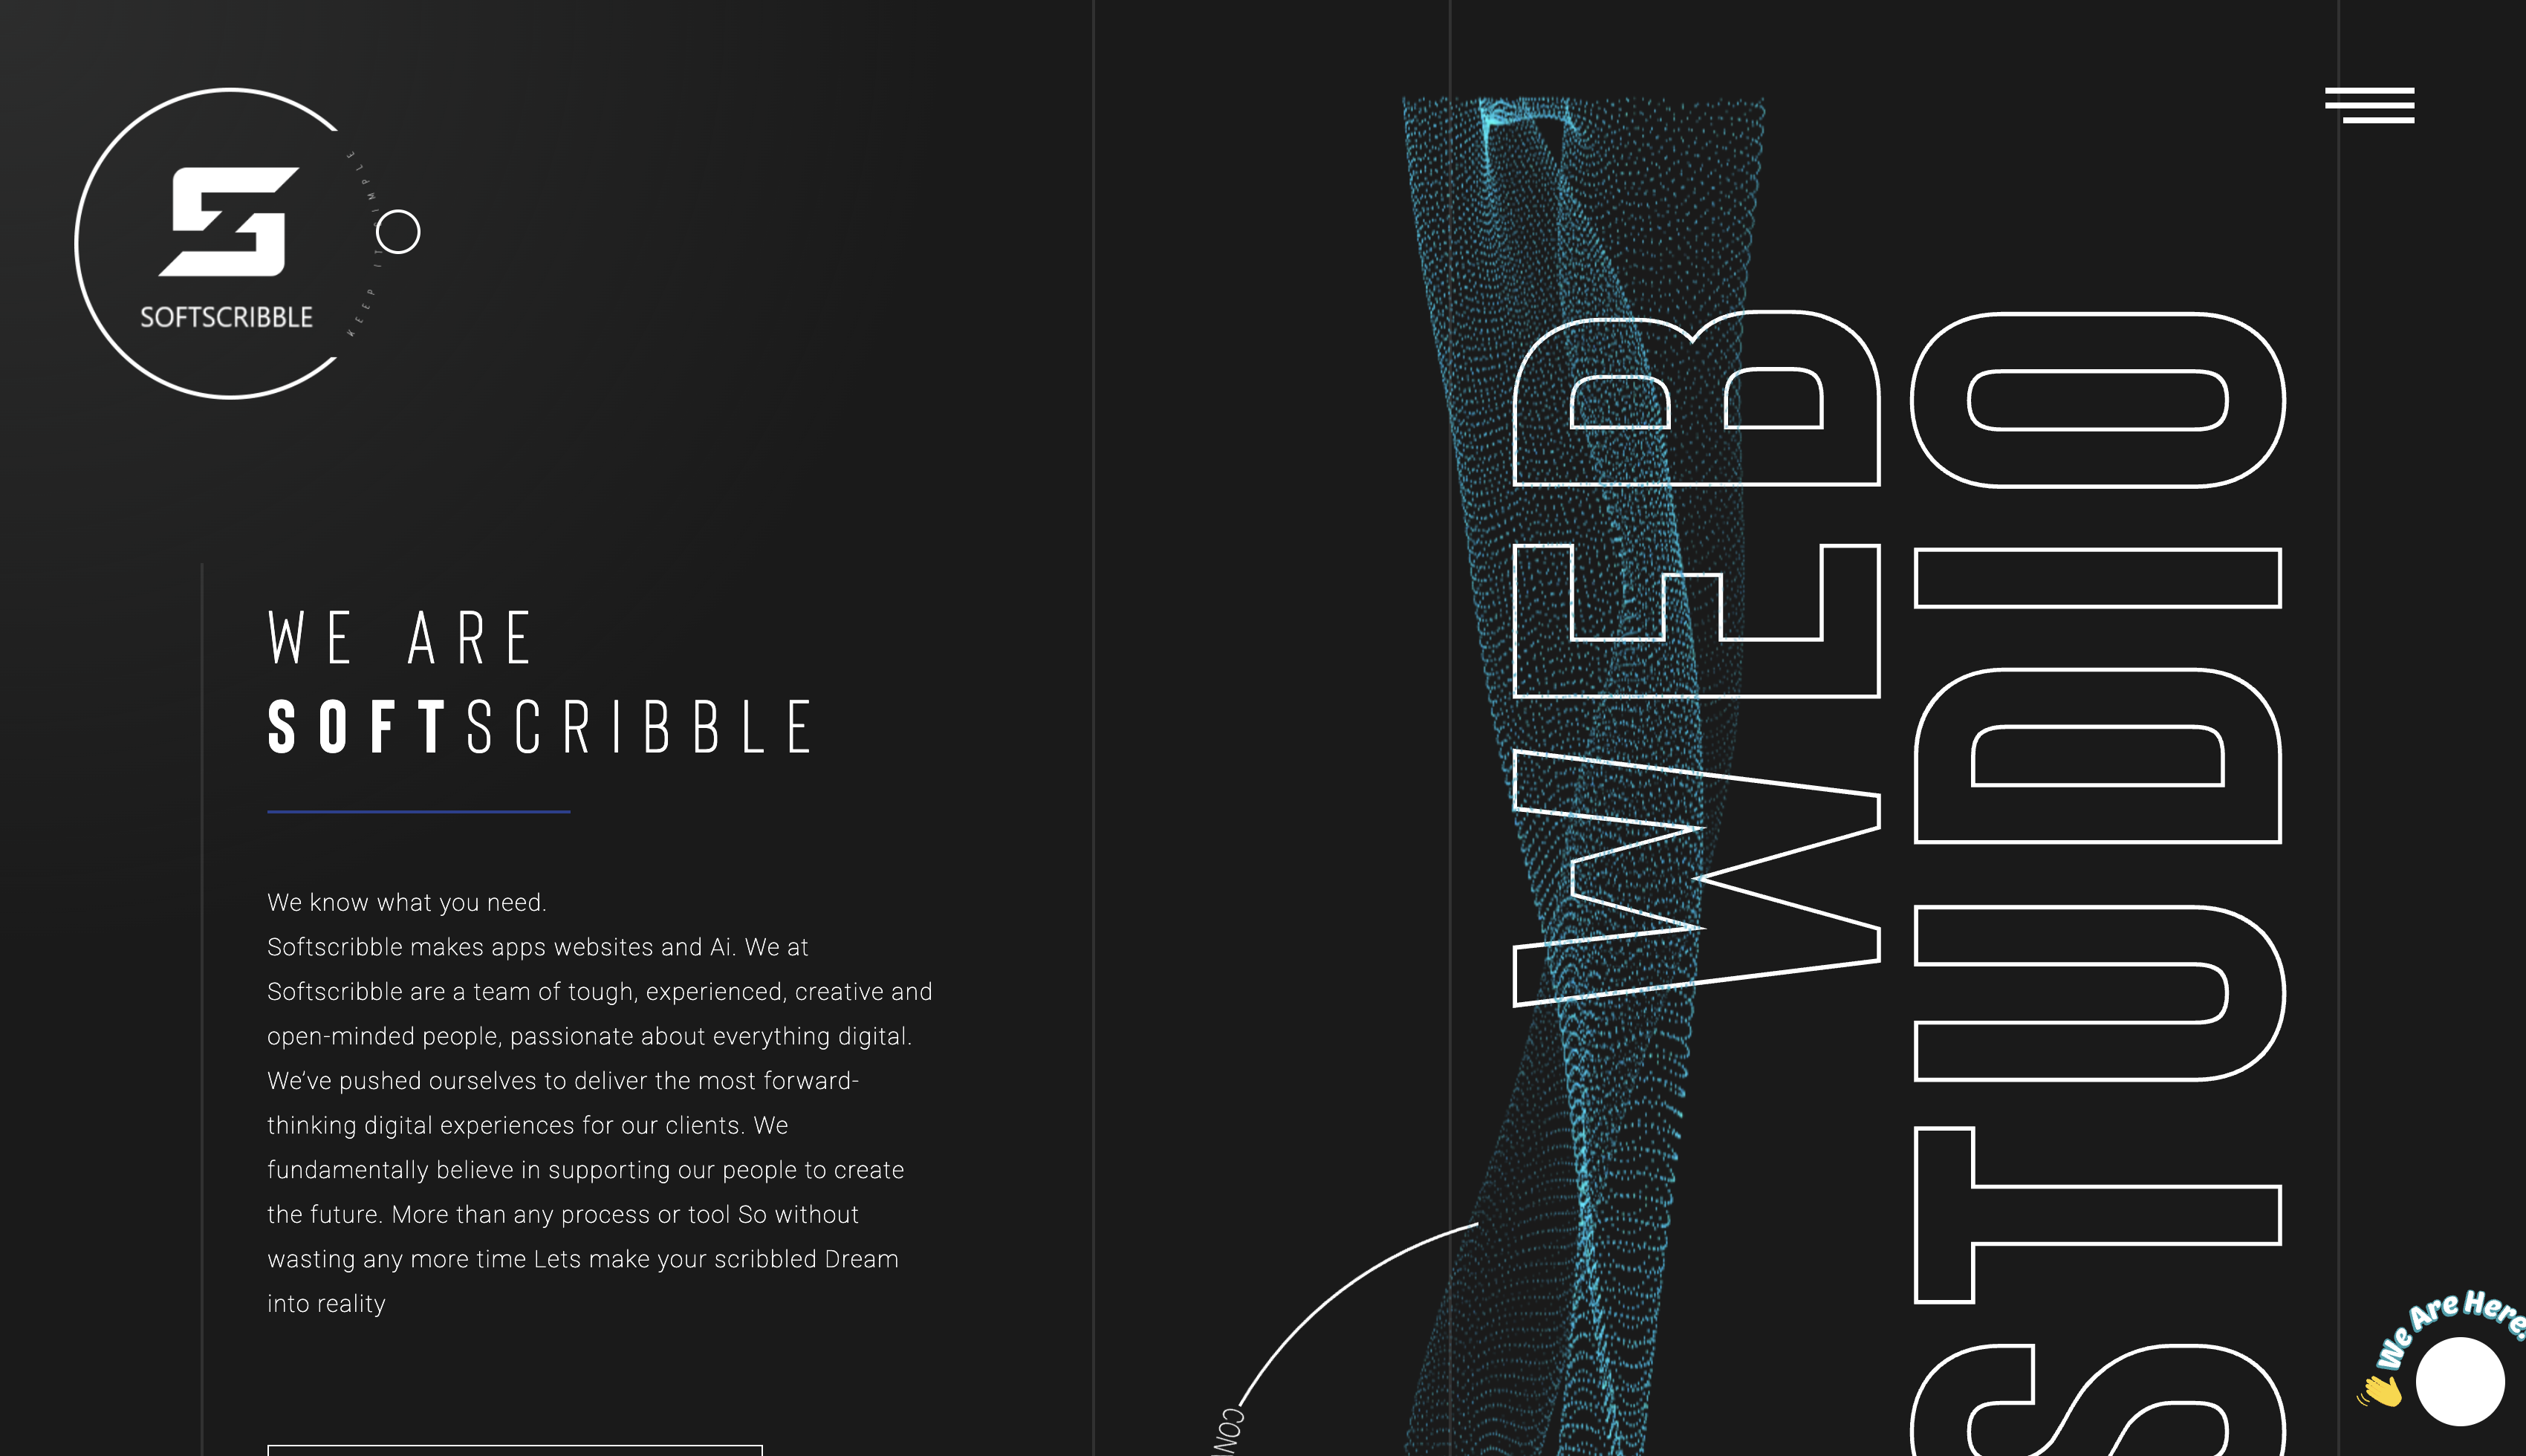 SOFTSCRIBBLE
KEEP IT SIMPLE
WE ARE
SOFTSCRIBBLE
We know what you need.
Softscribble makes apps websites and Ai. We at
Softscribble are a team of tough, experienced, creative and
open-minded people, passionate about everything digital.
We’ve pushed ourselves to deliver the most forward-
thinking digital experiences for our clients. We
fundamentally believe in supporting our people to create
the future. More than any process or tool So without
wasting any more time Lets make your scribbled Dream
into reality
WEB
STUDIO
We Are Here!